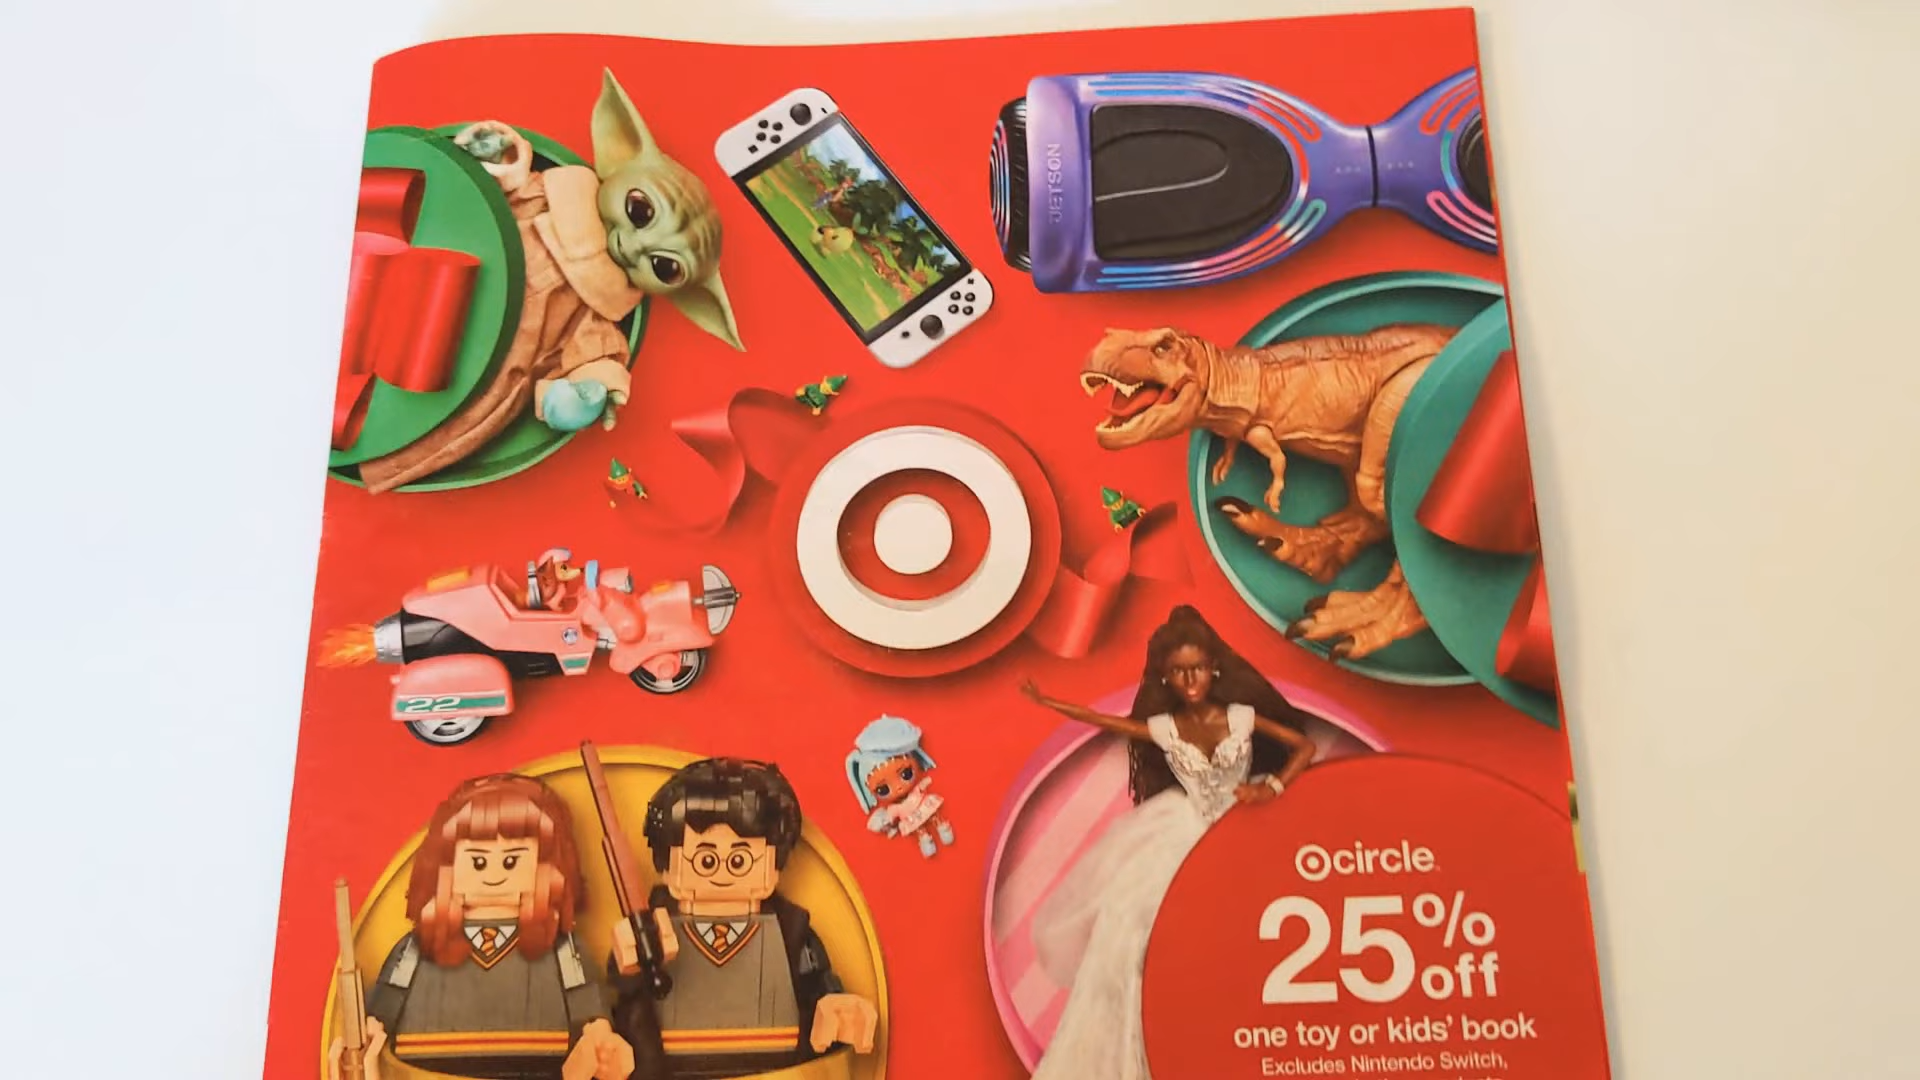 JETSON
22
circle
25% off
one toy or kids' book
Excludes Nintendo Switch,